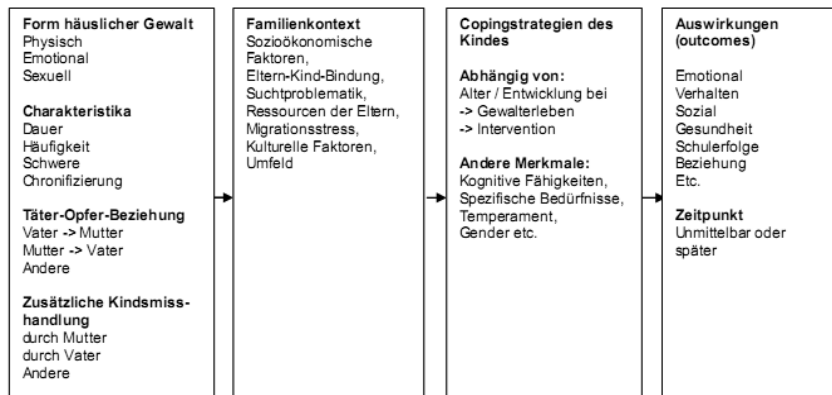 Form häuslicher Gewalt
Physisch
Emotional
Sexuell
Charakteristika
Dauer
Häufigkeit
Schwere
Chronifizierung
Täter-Opfer-Beziehung
Vater -> Mutter
Mutter -> Vater
Andere
Zusätzliche Kindsmiss-
handlung
durch Mutter
durch Vater
Andere
Familienkontext
Sozioökonomische
Faktoren,
Eltern-Kind-Bindung,
Suchtproblematik,
Ressourcen der Eltern,
Migrationsstress,
Kulturelle Faktoren,
Umfeld
Copingstrategien des
Kindes
Abhängig von:
Alter / Entwicklung bei
-> Gewalterleben
-> Intervention
Andere Merkmale:
Kognitive Fähigkeiten,
Spezifische Bedürfnisse,
Temperament,
Gender etc.
Auswirkungen
(outcomes)
Emotional
Verhalten
Sozial
Gesundheit
Schulerfolge
Beziehung
Etc.
Zeitpunkt
Unmittelbar oder
später